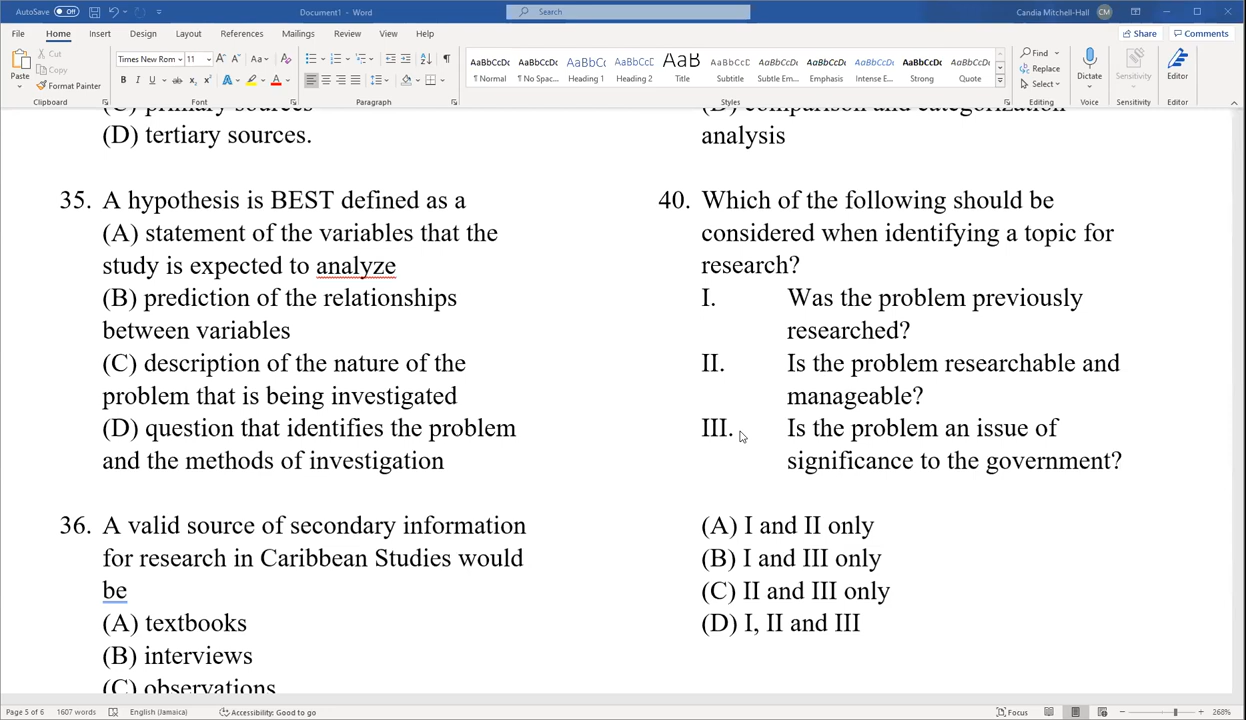 AutoSave Off
Document1 - Word
Search
Candia Mitchell-Hall CM
File Home Insert Design Layout References Mailings Review View Help
Share Comments
Paste
Cut
Copy
Format Painter
Clipboard
Times New Rom 11
Font
Paragraph
AaBbCcDc AaBbCcDc AaBbCc AaBbCcD AaB AaBbCcD AaBbCcDc AaBbCcDc AaBbCcDc AaBbCcDc AaBbCcDc
¶ Normal ¶ No Spac... Heading 1 Heading 2 Title Subtitle Subtle Em... Emphasis Intense E... Strong Quote
Styles
Find
Replace
Select
Editing
Dictate
Voice
Sensitivity
Sensitivity
Editor
Editor
(C) primary sources
(D) tertiary sources.
35. A hypothesis is BEST defined as a
(A) statement of the variables that the
study is expected to analyze
(B) prediction of the relationships
between variables
(C) description of the nature of the
problem that is being investigated
(D) question that identifies the problem
and the methods of investigation
36. A valid source of secondary information
for research in Caribbean Studies would
be
(A) textbooks
(B) interviews
(C) observations
(D) comparison and categorization
analysis
40. Which of the following should be
considered when identifying a topic for
research?
I. Was the problem previously
researched?
II. Is the problem researchable and
manageable?
III. Is the problem an issue of
significance to the government?
(A) I and II only
(B) I and III only
(C) II and III only
(D) I, II and III
Page 5 of 6 1607 words English (Jamaica) Accessibility: Good to go Focus 268%